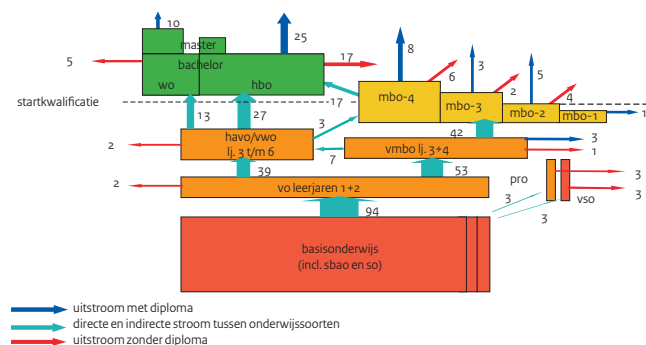 10
25
master
5
bachelor
17
wo
hbo
8
6
3
2
5
4
mbo-4
mbo-3
mbo-2
mbo-1
1
startkwalificatie
17
13
27
3
42
havo/vwo
lj. 3 t/m 6
2
7
vmbo lj. 3+4
3
1
39
53
2
vo leerjaren 1+2
pro
vso
3
3
3
3
94
basisonderwijs
(incl. sbao en so)
uitstroom met diploma
directe en indirecte stroom tussen onderwijssoorten
uitstroom zonder diploma